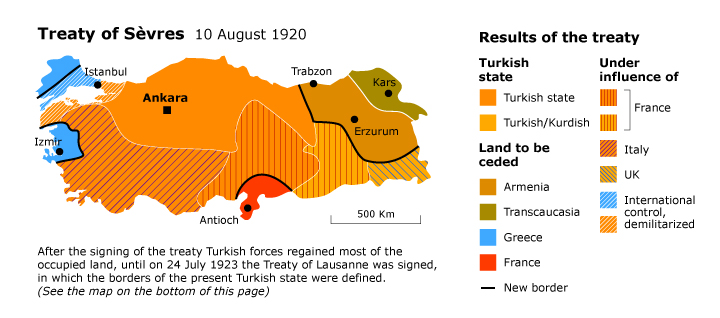 Treaty of Sèvres 10 August 1920
Istanbul
Ankara
Trabzon
Kars
Erzurum
Izmir
Antioch
500 Km
After the signing of the treaty Turkish forces regained most of the
occupied land, until on 24 July 1923 the Treaty of Lausanne was signed,
in which the borders of the present Turkish state were defined.
(See the map on the bottom of this page)
Results of the treaty
Turkish
state
Turkish state
Turkish/Kurdish
Land to be
ceded
Armenia
Transcaucasia
Greece
France
New border
Under
influence of
France
Italy
UK
International
control,
demilitarized